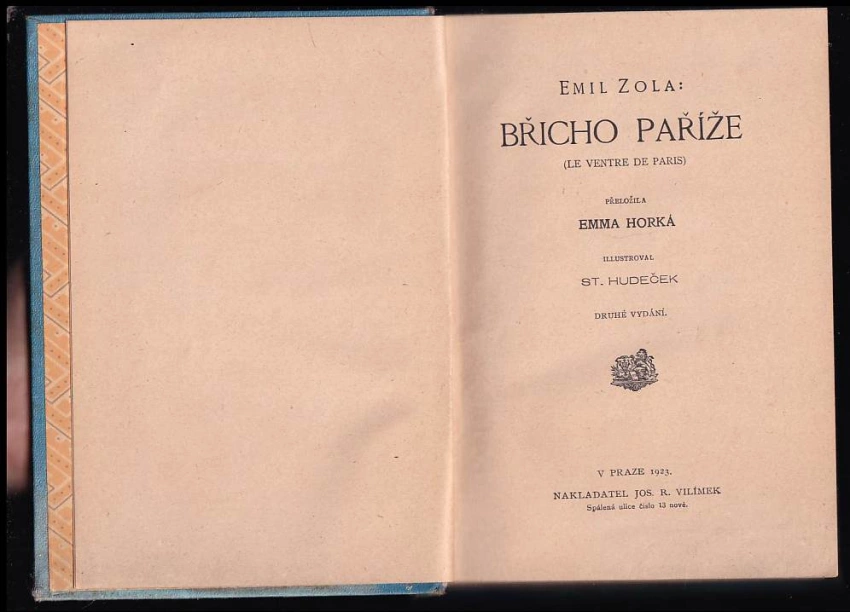 EMIL ZOLA:
BŘICHO PAŘÍŽE
(LE VENTRE DE PARIS)
PŘELOŽILA
EMMA HORKÁ
ILLUSTROVAL
ST. HUDEČEK
DRUHÉ VYDÁNÍ.
V PRAZE 1923.
NAKLADATEL JOS. R. VILÍMEK
Spálená ulice číslo 13 nové.